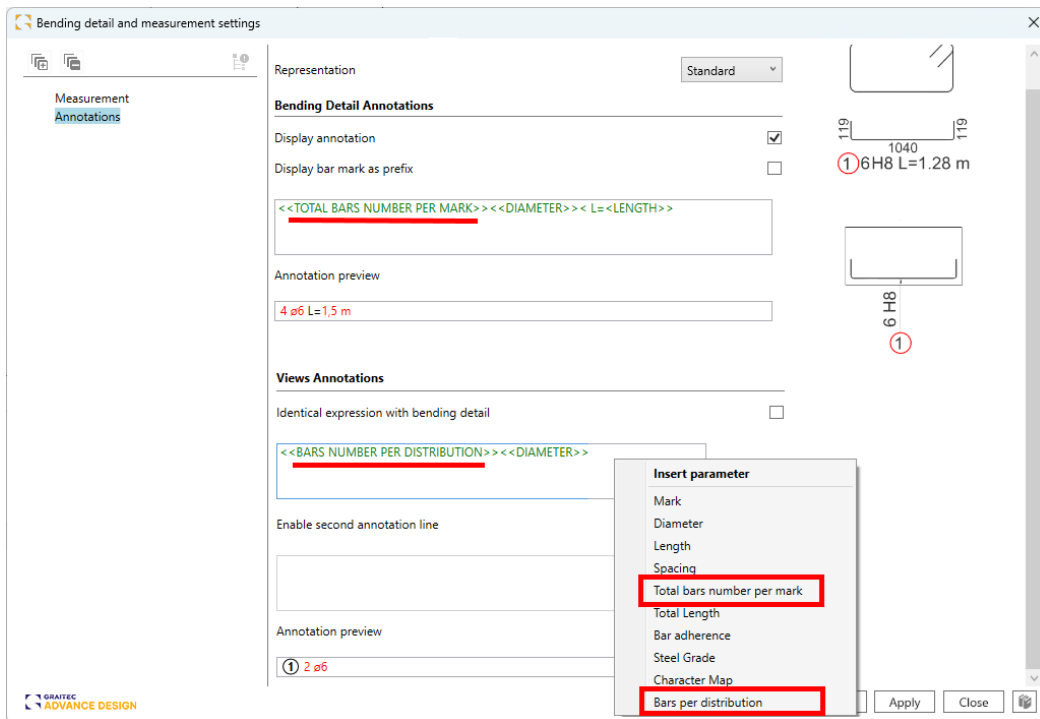 Bending detail and measurement settings
Measurement
Annotations
Representation
Standard
Bending Detail Annotations
Display annotation
Display bar mark as prefix
<<TOTAL BARS NUMBER PER MARK>><<DIAMETER>>< L=<LENGTH>>
Annotation preview
4 ø6 L=1,5 m
Views Annotations
Identical expression with bending detail
<<BARS NUMBER PER DISTRIBUTION>><<DIAMETER>>
Enable second annotation line
Annotation preview
① 2 ø6
119
119
1040
①6H8 L=1.28 m
6 H8
①
Insert parameter
Mark
Diameter
Length
Spacing
Total bars number per mark
Total Length
Bar adherence
Steel Grade
Character Map
Bars per distribution
Apply
Close
GRAITEC
ADVANCE DESIGN